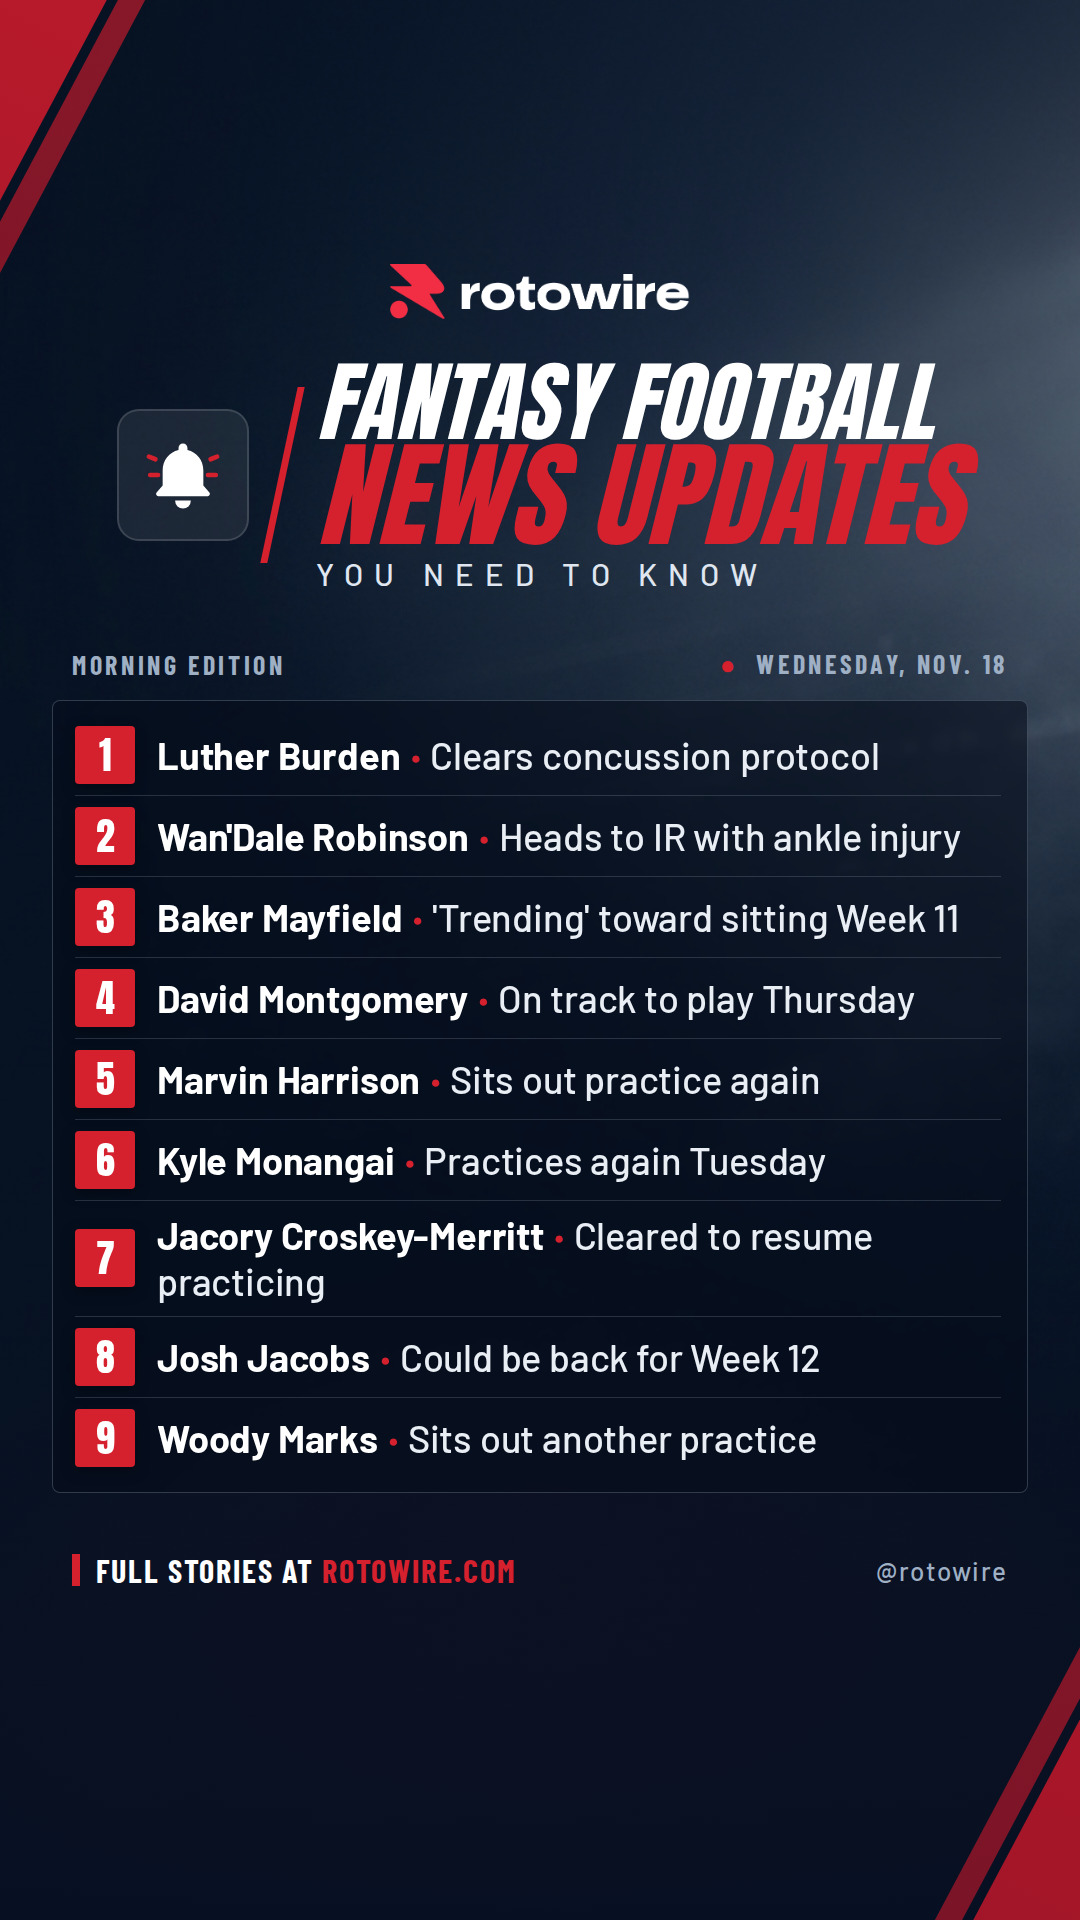 rotowire
FANTASY FOOTBALL
NEWS UPDATES
YOU NEED TO KNOW
MORNING EDITION
• WEDNESDAY, NOV. 18
1 Luther Burden • Clears concussion protocol
2 Wan'Dale Robinson • Heads to IR with ankle injury
3 Baker Mayfield • 'Trending' toward sitting Week 11
4 David Montgomery • On track to play Thursday
5 Marvin Harrison • Sits out practice again
6 Kyle Monangai • Practices again Tuesday
7 Jacory Croskey-Merritt • Cleared to resume
practicing
8 Josh Jacobs • Could be back for Week 12
9 Woody Marks • Sits out another practice
FULL STORIES AT ROTOWIRE.COM
@rotowire